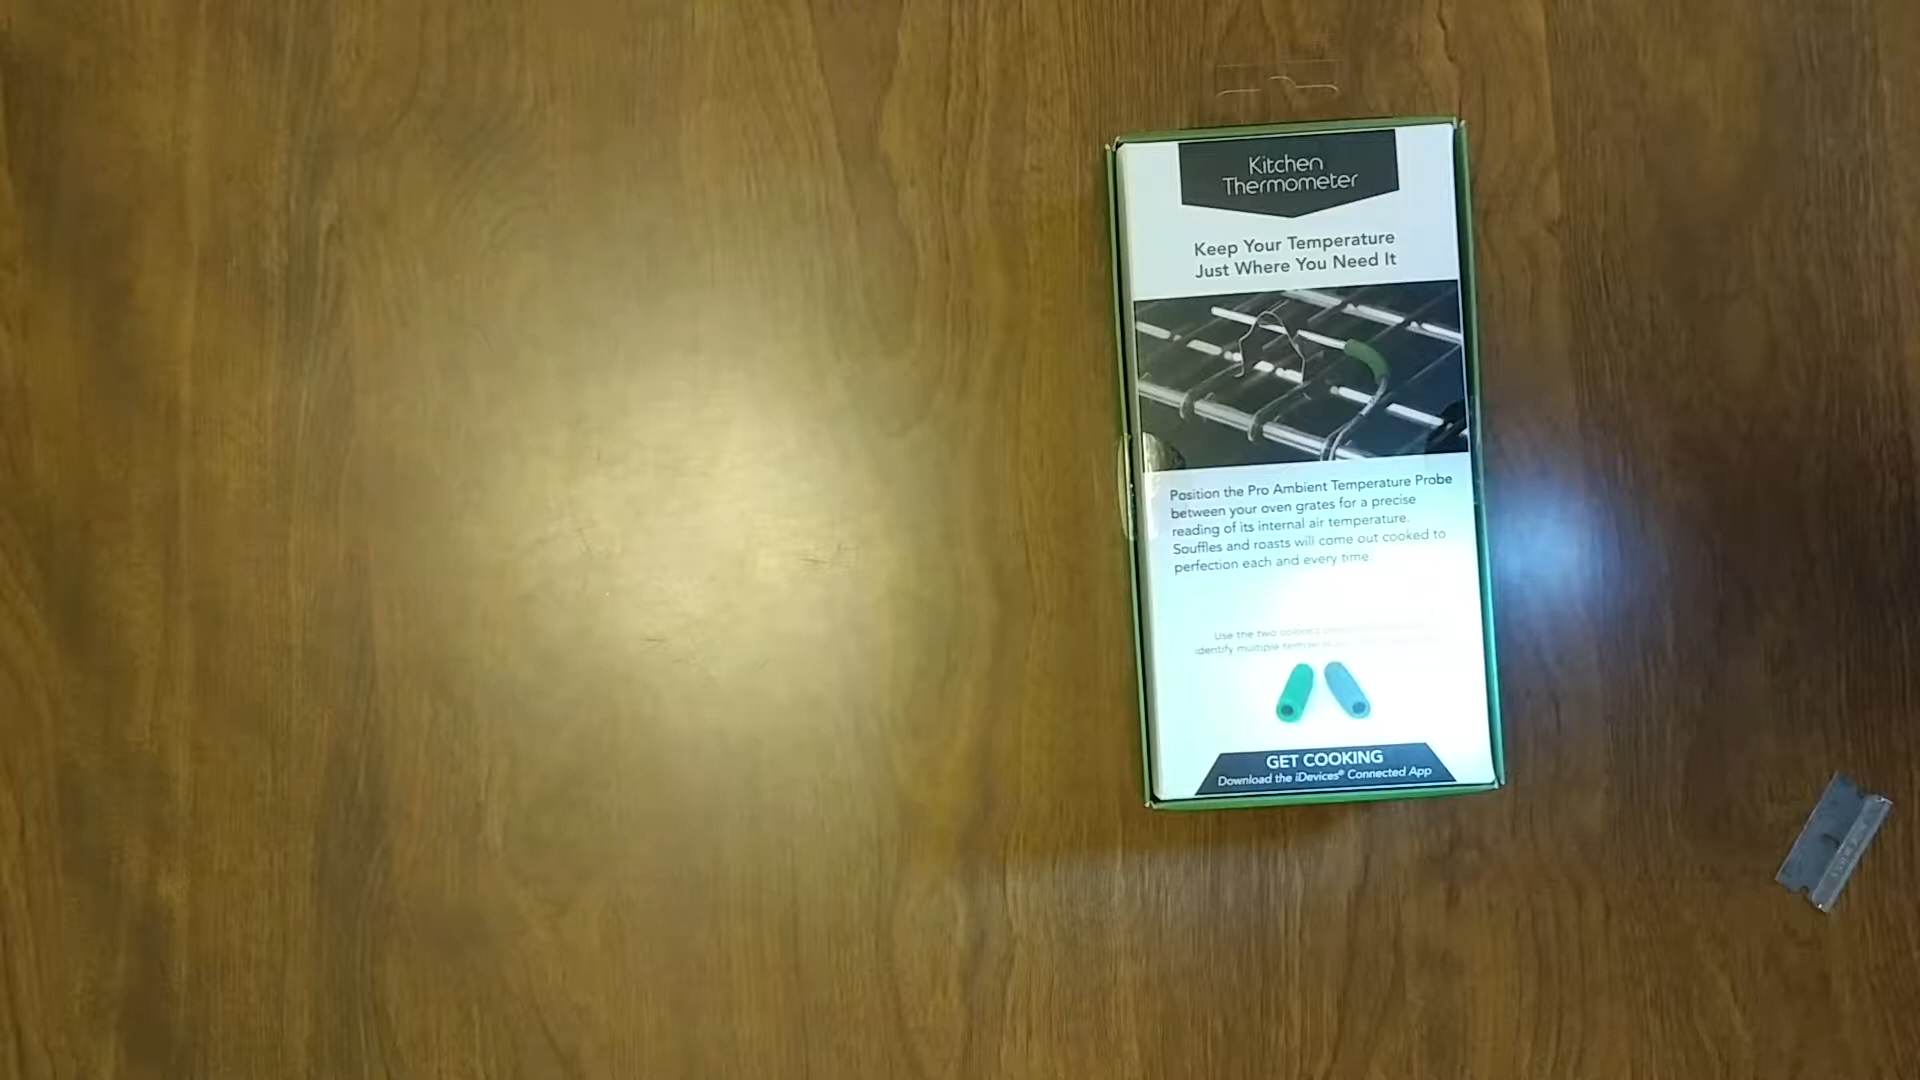 Kitchen
Thermometer
Keep Your Temperature
Just Where You Need It
Position the Pro Ambient Temperature Probe
between your oven grates for a precise
reading of its internal air temperature.
Souffles and roasts will come out cooked to
perfection each and every time.
Use the two
identify multiple
GET COOKING
Download the iDevices® Connected App